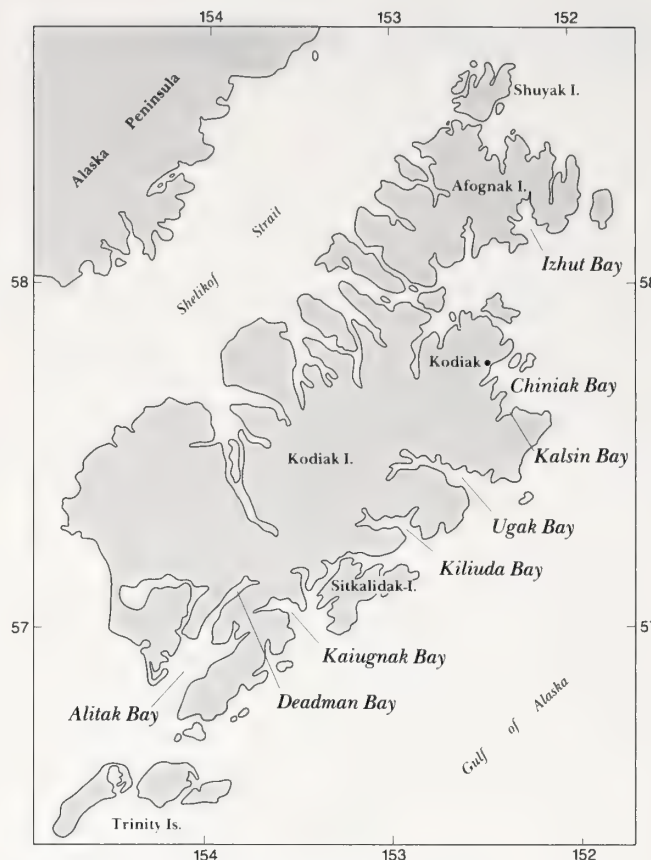 154
153
152
Alaska Peninsula
Shuyak I.
Afognak I.
Shelikof Strait
Izhut Bay
58
58
Kodiak
Chiniak Bay
Kalsin Bay
Kodiak I.
Ugak Bay
Kiliuda Bay
Sitkalidak I.
57
57
Kaiugnak Bay
Deadman Bay
Alitak Bay
Gulf of Alaska
Trinity Is.
154
153
152